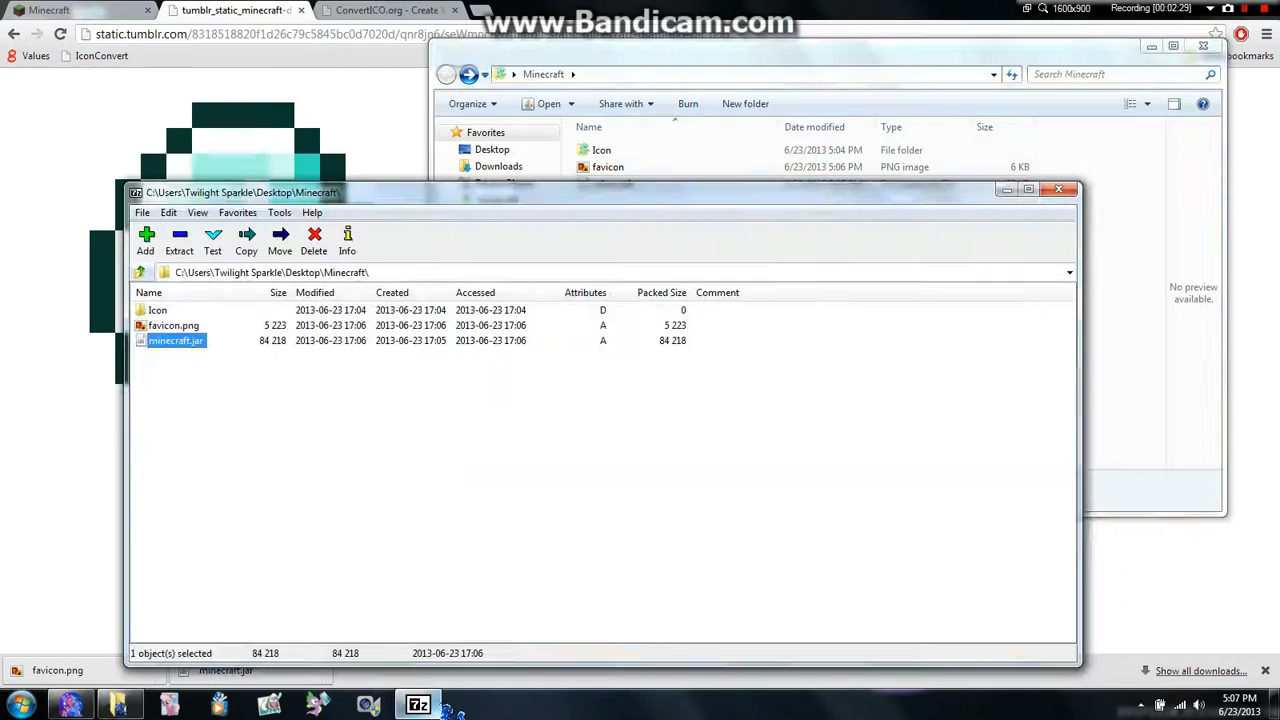 www.Bandicam.com
Minecraft
tumblr_static_minecraft-d
ConvertICO.org - Create
1600x900
Recording [00:02:29]
Values
IconConvert
bookmarks
Minecraft
Search Minecraft
Organize
Open
Share with
Burn
New folder
Favorites
Desktop
Downloads
Name
Date modified
Type
Size
Icon
6/23/2013 5:04 PM
File folder
favicon
6/23/2013 5:06 PM
PNG image
6 KB
No preview
available.
7z
C:\Users\Twilight Sparkle\Desktop\Minecraft\
File Edit View Favorites Tools Help
Add Extract Test Copy Move Delete Info
C:\Users\Twilight Sparkle\Desktop\Minecraft\
Name Size Modified Created Accessed Attributes Packed Size Comment
Icon 2013-06-23 17:04 2013-06-23 17:04 2013-06-23 17:04 D 0
favicon.png 5 223 2013-06-23 17:06 2013-06-23 17:06 2013-06-23 17:06 A 5 223
minecraft.jar 84 218 2013-06-23 17:06 2013-06-23 17:05 2013-06-23 17:06 A 84 218
1 object(s) selected 84 218 84 218 2013-06-23 17:06
favicon.png
minecraft.jar
Show all downloads...
7z
5:07 PM
6/23/2013